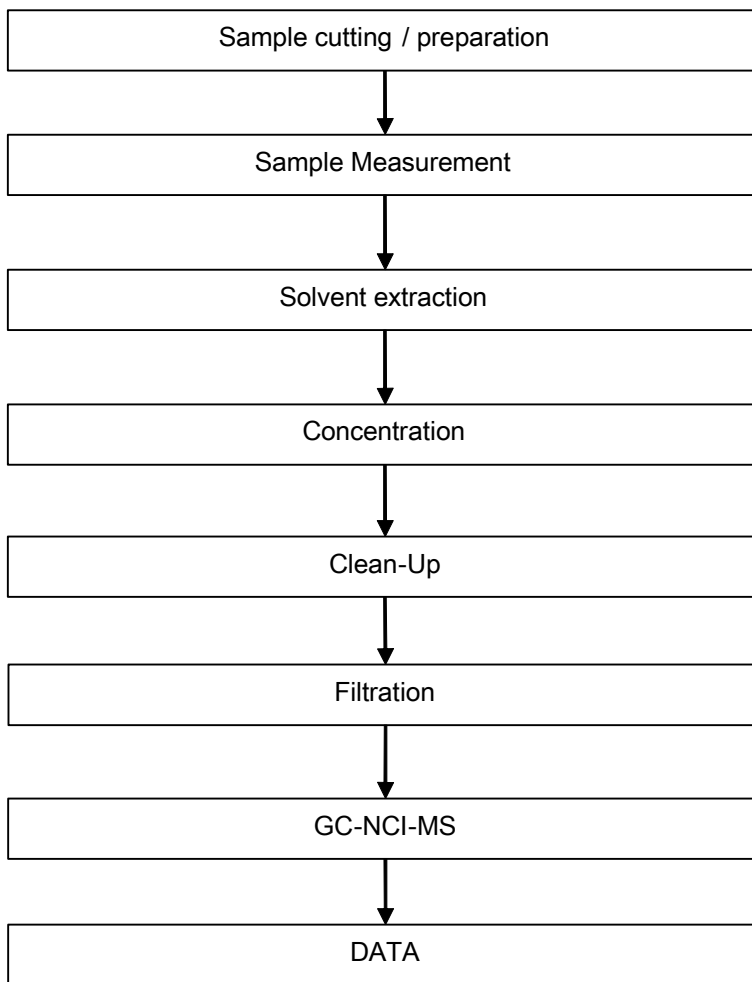 Sample cutting / preparation
Sample Measurement
Solvent extraction
Concentration
Clean-Up
Filtration
GC-NCI-MS
DATA